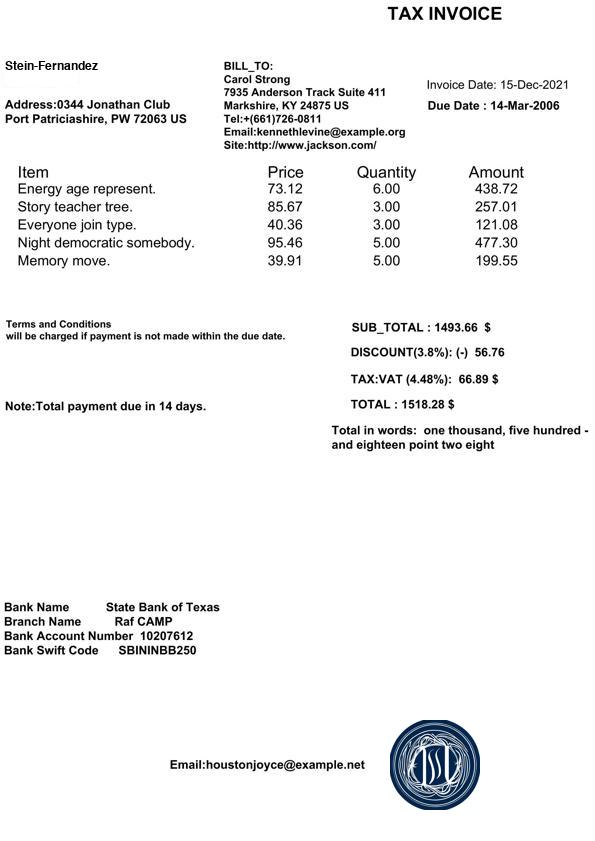 TAX INVOICE
Stein-Fernandez
Address:0344 Jonathan Club
Port Patriciashire, PW 72063 US
BILL_TO:
Carol Strong
7935 Anderson Track Suite 411
Markshire, KY 24875 US
Tel:+(661)726-0811
Email:kennethlevine@example.org
Site:http://www.jackson.com/
Invoice Date: 15-Dec-2021
Due Date : 14-Mar-2006
Item Price Quantity Amount
Energy age represent. 73.12 6.00 438.72
Story teacher tree. 85.67 3.00 257.01
Everyone join type. 40.36 3.00 121.08
Night democratic somebody. 95.46 5.00 477.30
Memory move. 39.91 5.00 199.55
Terms and Conditions
will be charged if payment is not made within the due date.
Note:Total payment due in 14 days.
SUB_TOTAL : 1493.66 $
DISCOUNT(3.8%): (-) 56.76
TAX:VAT (4.48%): 66.89 $
TOTAL : 1518.28 $
Total in words: one thousand, five hundred -
and eighteen point two eight
Bank Name State Bank of Texas
Branch Name Raf CAMP
Bank Account Number 10207612
Bank Swift Code SBININBB250
Email:houstonjoyce@example.net